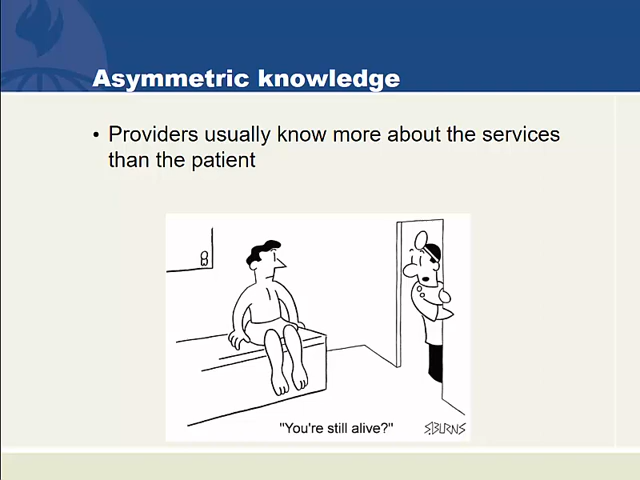 Asymmetric knowledge
• Providers usually know more about the services
than the patient
"You're still alive?"
S.BURNS